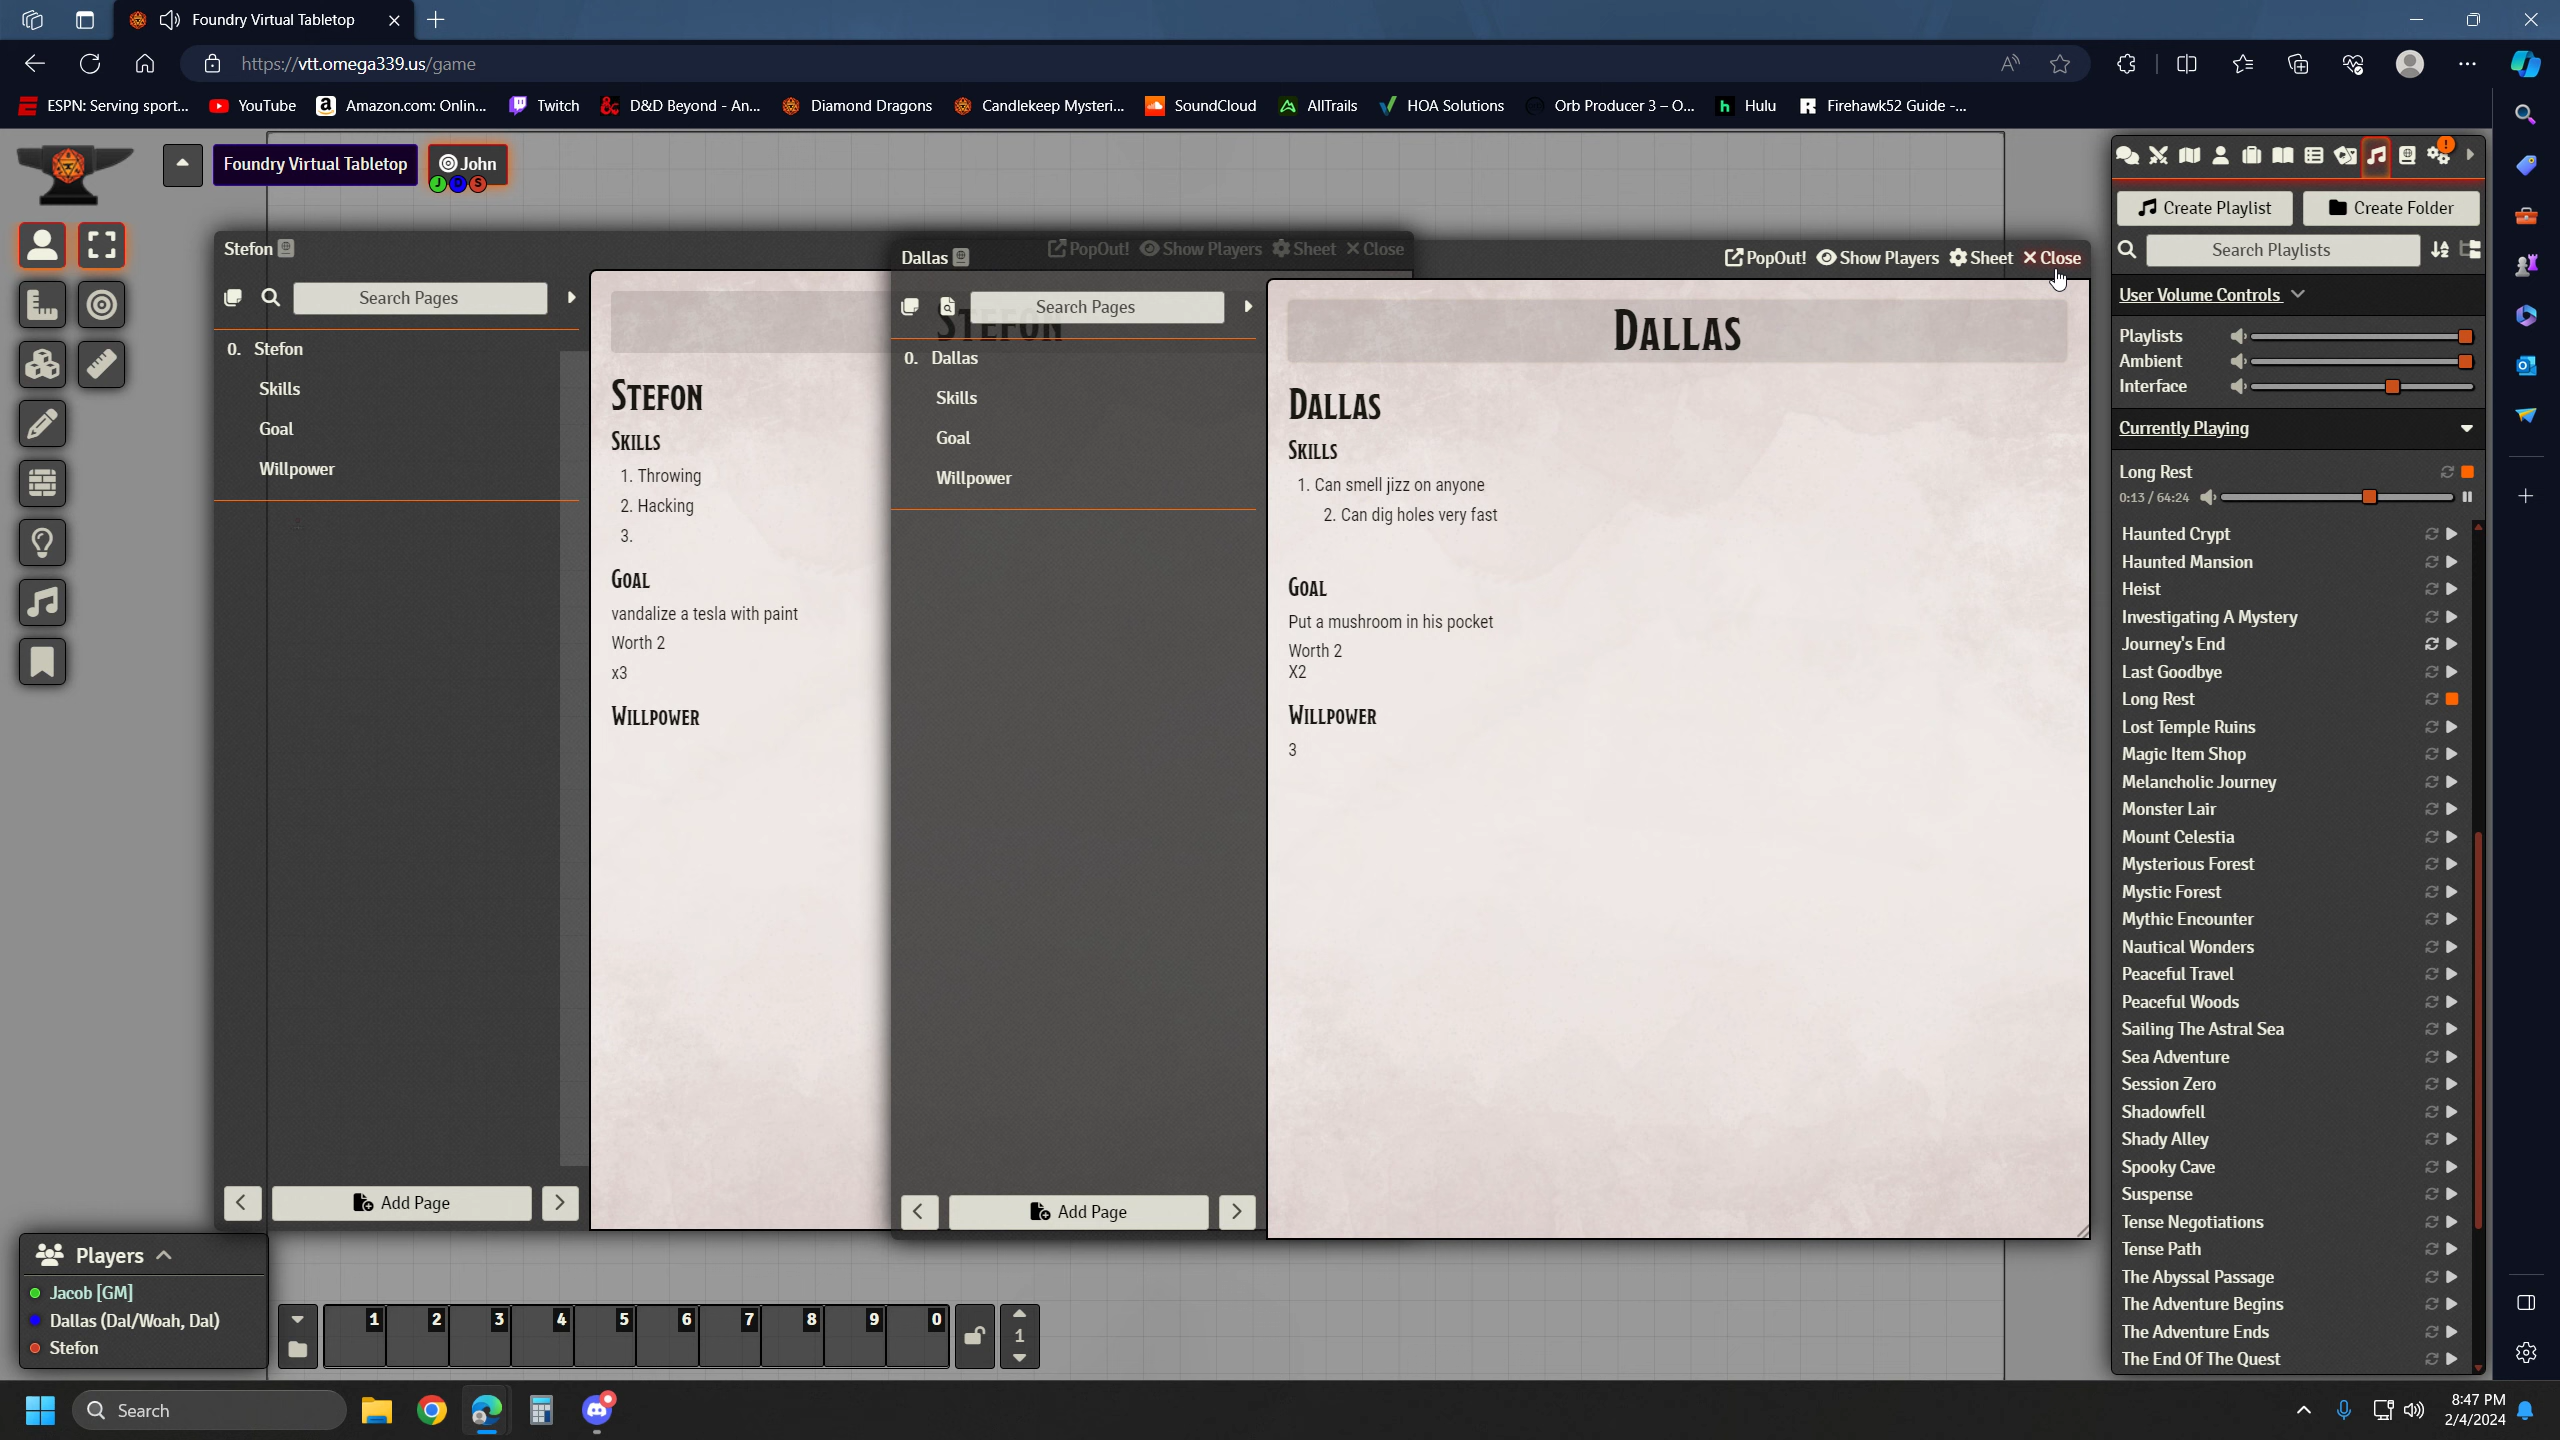 Foundry Virtual Tabletop
https://vtt.omega339.us/game
ESPN: Serving sport...
YouTube
Amazon.com: Onlin...
Twitch
D&D Beyond - An...
Diamond Dragons
Candlekeep Mysteri...
SoundCloud
AllTrails
HOA Solutions
Orb Producer 3 – O...
Hulu
Firehawk52 Guide -...
Foundry Virtual Tabletop
John
J D S
Stefon
PopOut! Show Players Sheet Close
Search Pages
0. Stefon
Skills
Goal
Willpower
Add Page
Stefon
Stefon
Skills
1. Throwing
2. Hacking
3.
Goal
vandalize a tesla with paint
Worth 2
x3
Willpower
Dallas
PopOut! Show Players Sheet Close
Search Pages
0. Dallas
Skills
Goal
Willpower
Add Page
Dallas
Dallas
Skills
1. Can smell jizz on anyone
2. Can dig holes very fast
Goal
Put a mushroom in his pocket
Worth 2
X2
Willpower
3
Create Playlist
Create Folder
Search Playlists
User Volume Controls
Playlists
Ambient
Interface
Currently Playing
Long Rest
0:13 / 64:24
Haunted Crypt
Haunted Mansion
Heist
Investigating A Mystery
Journey's End
Last Goodbye
Long Rest
Lost Temple Ruins
Magic Item Shop
Melancholic Journey
Monster Lair
Mount Celestia
Mysterious Forest
Mystic Forest
Mythic Encounter
Nautical Wonders
Peaceful Travel
Peaceful Woods
Sailing The Astral Sea
Sea Adventure
Session Zero
Shadowfell
Shady Alley
Spooky Cave
Suspense
Tense Negotiations
Tense Path
The Abyssal Passage
The Adventure Begins
The Adventure Ends
The End Of The Quest
Players
Jacob [GM]
Dallas (Dal/Woah, Dal)
Stefon
1 2 3 4 5 6 7 8 9 0
1
Search
8:47 PM
2/4/2024